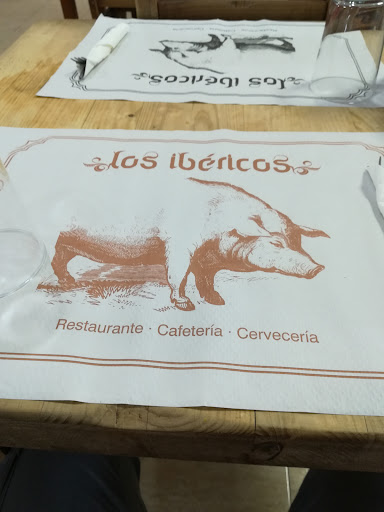 los ibéricos
los ibéricos
Restaurante · Cafetería · Cervecería